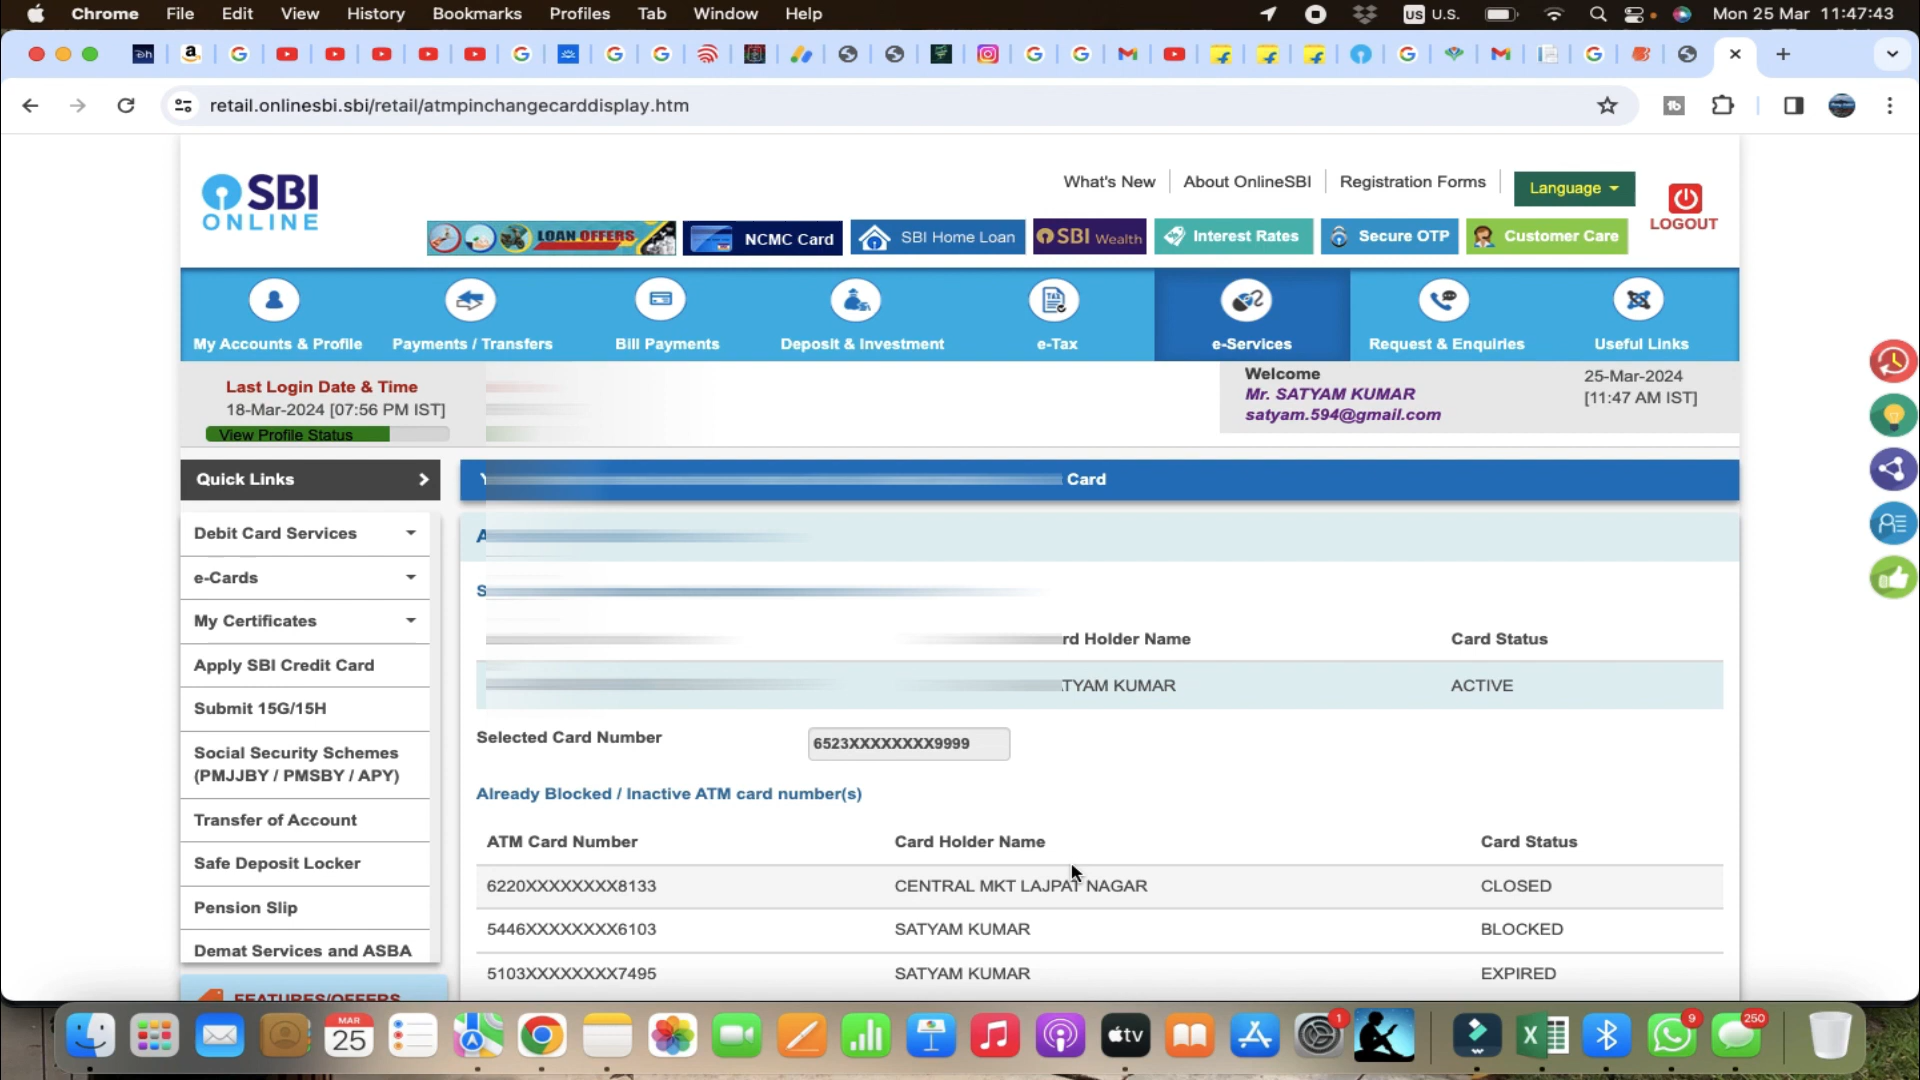 Chrome File Edit View History Bookmarks Profiles Tab Window Help US U.S. Mon 25 Mar 11:47:43
retail.onlinesbi.sbi/retail/atmpinchangecarddisplay.htm
SBI
ONLINE
What's New About OnlineSBI Registration Forms Language
LOGOUT
LOAN OFFERS NCMC Card SBI Home Loan SBI Wealth Interest Rates Secure OTP Customer Care
My Accounts & Profile Payments / Transfers Bill Payments Deposit & Investment e-Tax e-Services Request & Enquiries Useful Links
Last Login Date & Time
18-Mar-2024 [07:56 PM IST]
View Profile Status
Welcome
Mr. SATYAM KUMAR
satyam.594@gmail.com
25-Mar-2024
[11:47 AM IST]
Quick Links
Debit Card Services
e-Cards
My Certificates
Apply SBI Credit Card
Submit 15G/15H
Social Security Schemes
(PMJJBY / PMSBY / APY)
Transfer of Account
Safe Deposit Locker
Pension Slip
Demat Services and ASBA
FEATURES/OFFERS
Card
rd Holder Name Card Status
TYAM KUMAR ACTIVE
Selected Card Number 6523XXXXXXXX9999
Already Blocked / Inactive ATM card number(s)
ATM Card Number Card Holder Name Card Status
6220XXXXXXXX8133 CENTRAL MKT LAJPAT NAGAR CLOSED
5446XXXXXXXX6103 SATYAM KUMAR BLOCKED
5103XXXXXXXX7495 SATYAM KUMAR EXPIRED
MAR
25
tv
1
9
250